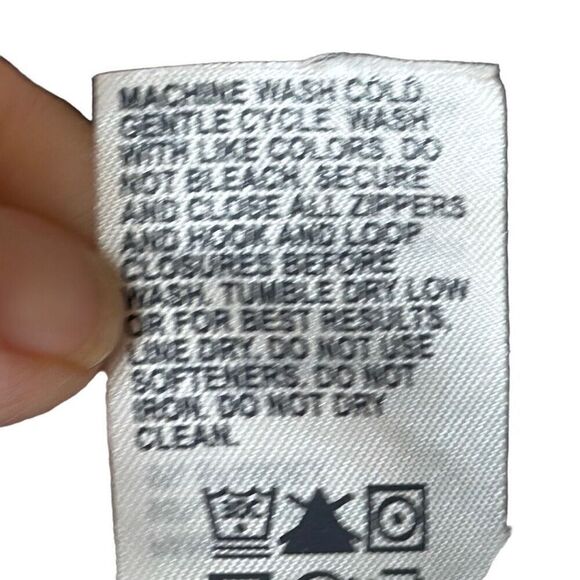 MACHINE WASH COLD
GENTLE CYCLE. WASH
WITH LIKE COLORS. DO
NOT BLEACH. SECURE
AND CLOSE ALL ZIPPERS
AND HOOK AND LOOP
CLOSURES BEFORE
WASH. TUMBLE DRY LOW
OR FOR BEST RESULTS,
LINE DRY. DO NOT USE
SOFTENERS. DO NOT
IRON. DO NOT DRY
CLEAN.
30C